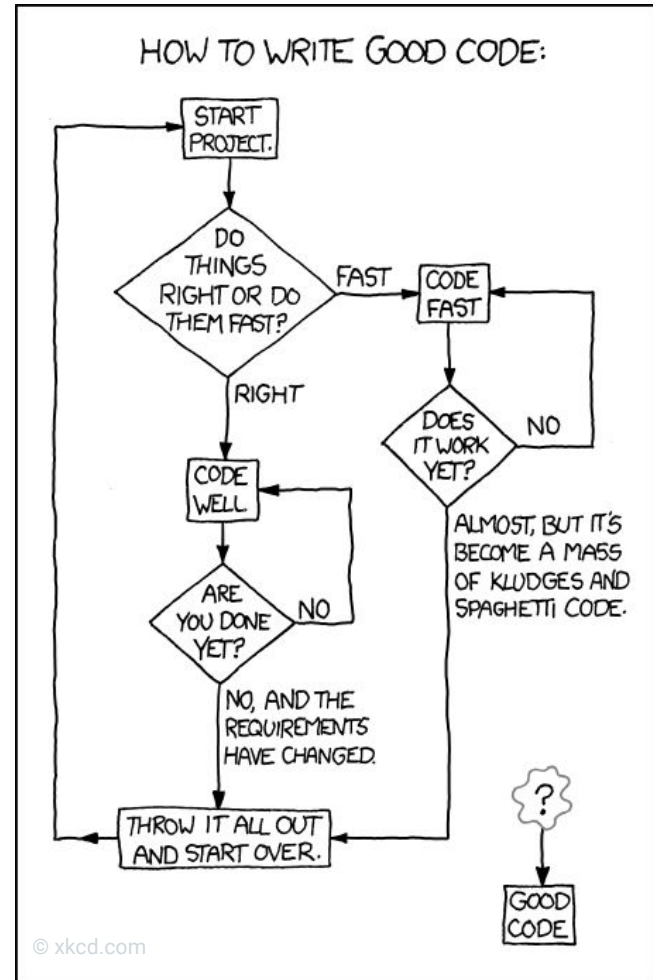 HOW TO WRITE GOOD CODE:
START
PROJECT.
DO
THINGS
RIGHT OR DO
THEM FAST?
FAST
CODE
FAST
RIGHT
DOES
IT WORK
YET?
NO
CODE
WELL
ALMOST, BUT IT'S
BECOME A MASS
OF KLUDGES AND
SPAGHETTI CODE.
ARE
YOU DONE
YET?
NO
NO, AND THE
REQUIREMENTS
HAVE CHANGED.
THROW IT ALL OUT
AND START OVER.
?
GOOD
CODE
© xkcd.com